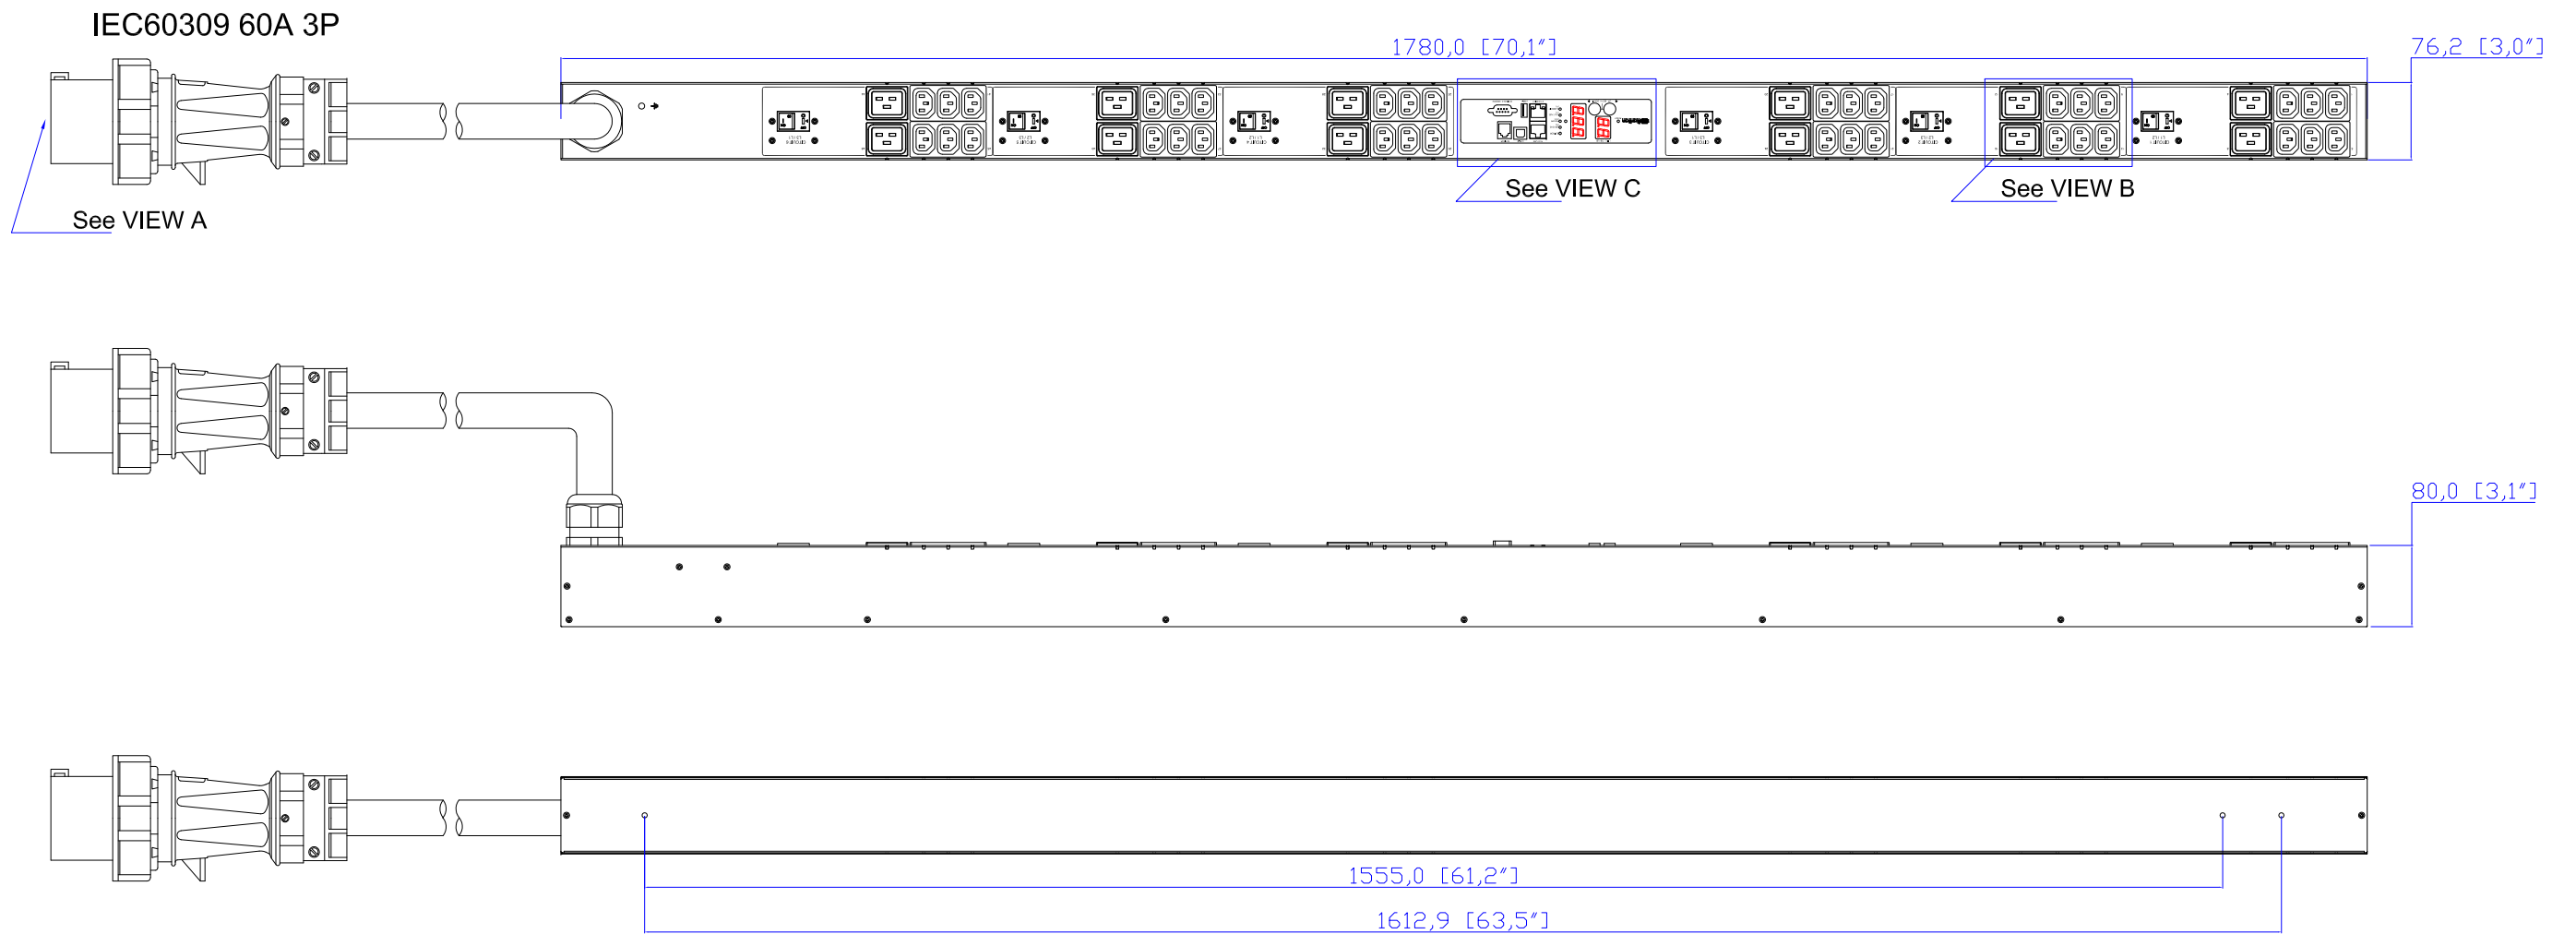 IEC60309 60A 3P
1780,0 [70,1"]
76,2 [3,0"]
See VIEW A
See VIEW C
See VIEW B
80,0 [3,1"]
1555,0 [61,2"]
1612,9 [63,5"]